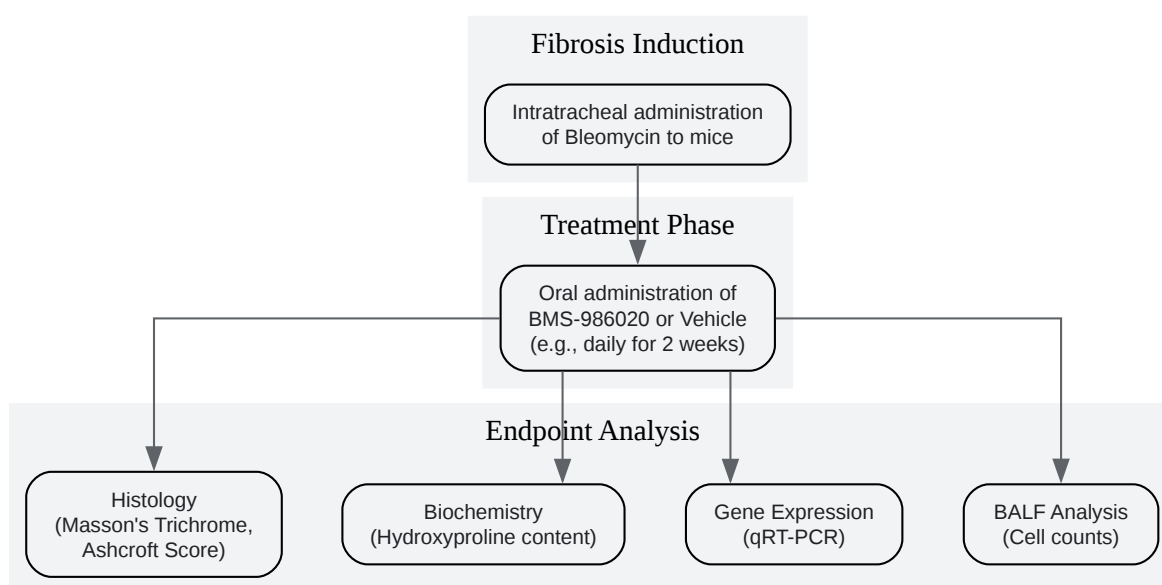 Fibrosis Induction
Intratracheal administration
of Bleomycin to mice
Treatment Phase
Oral administration of
BMS-986020 or Vehicle
(e.g., daily for 2 weeks)
Endpoint Analysis
Histology
(Masson's Trichrome,
Ashcroft Score)
Biochemistry
(Hydroxyproline content)
Gene Expression
(qRT-PCR)
BALF Analysis
(Cell counts)